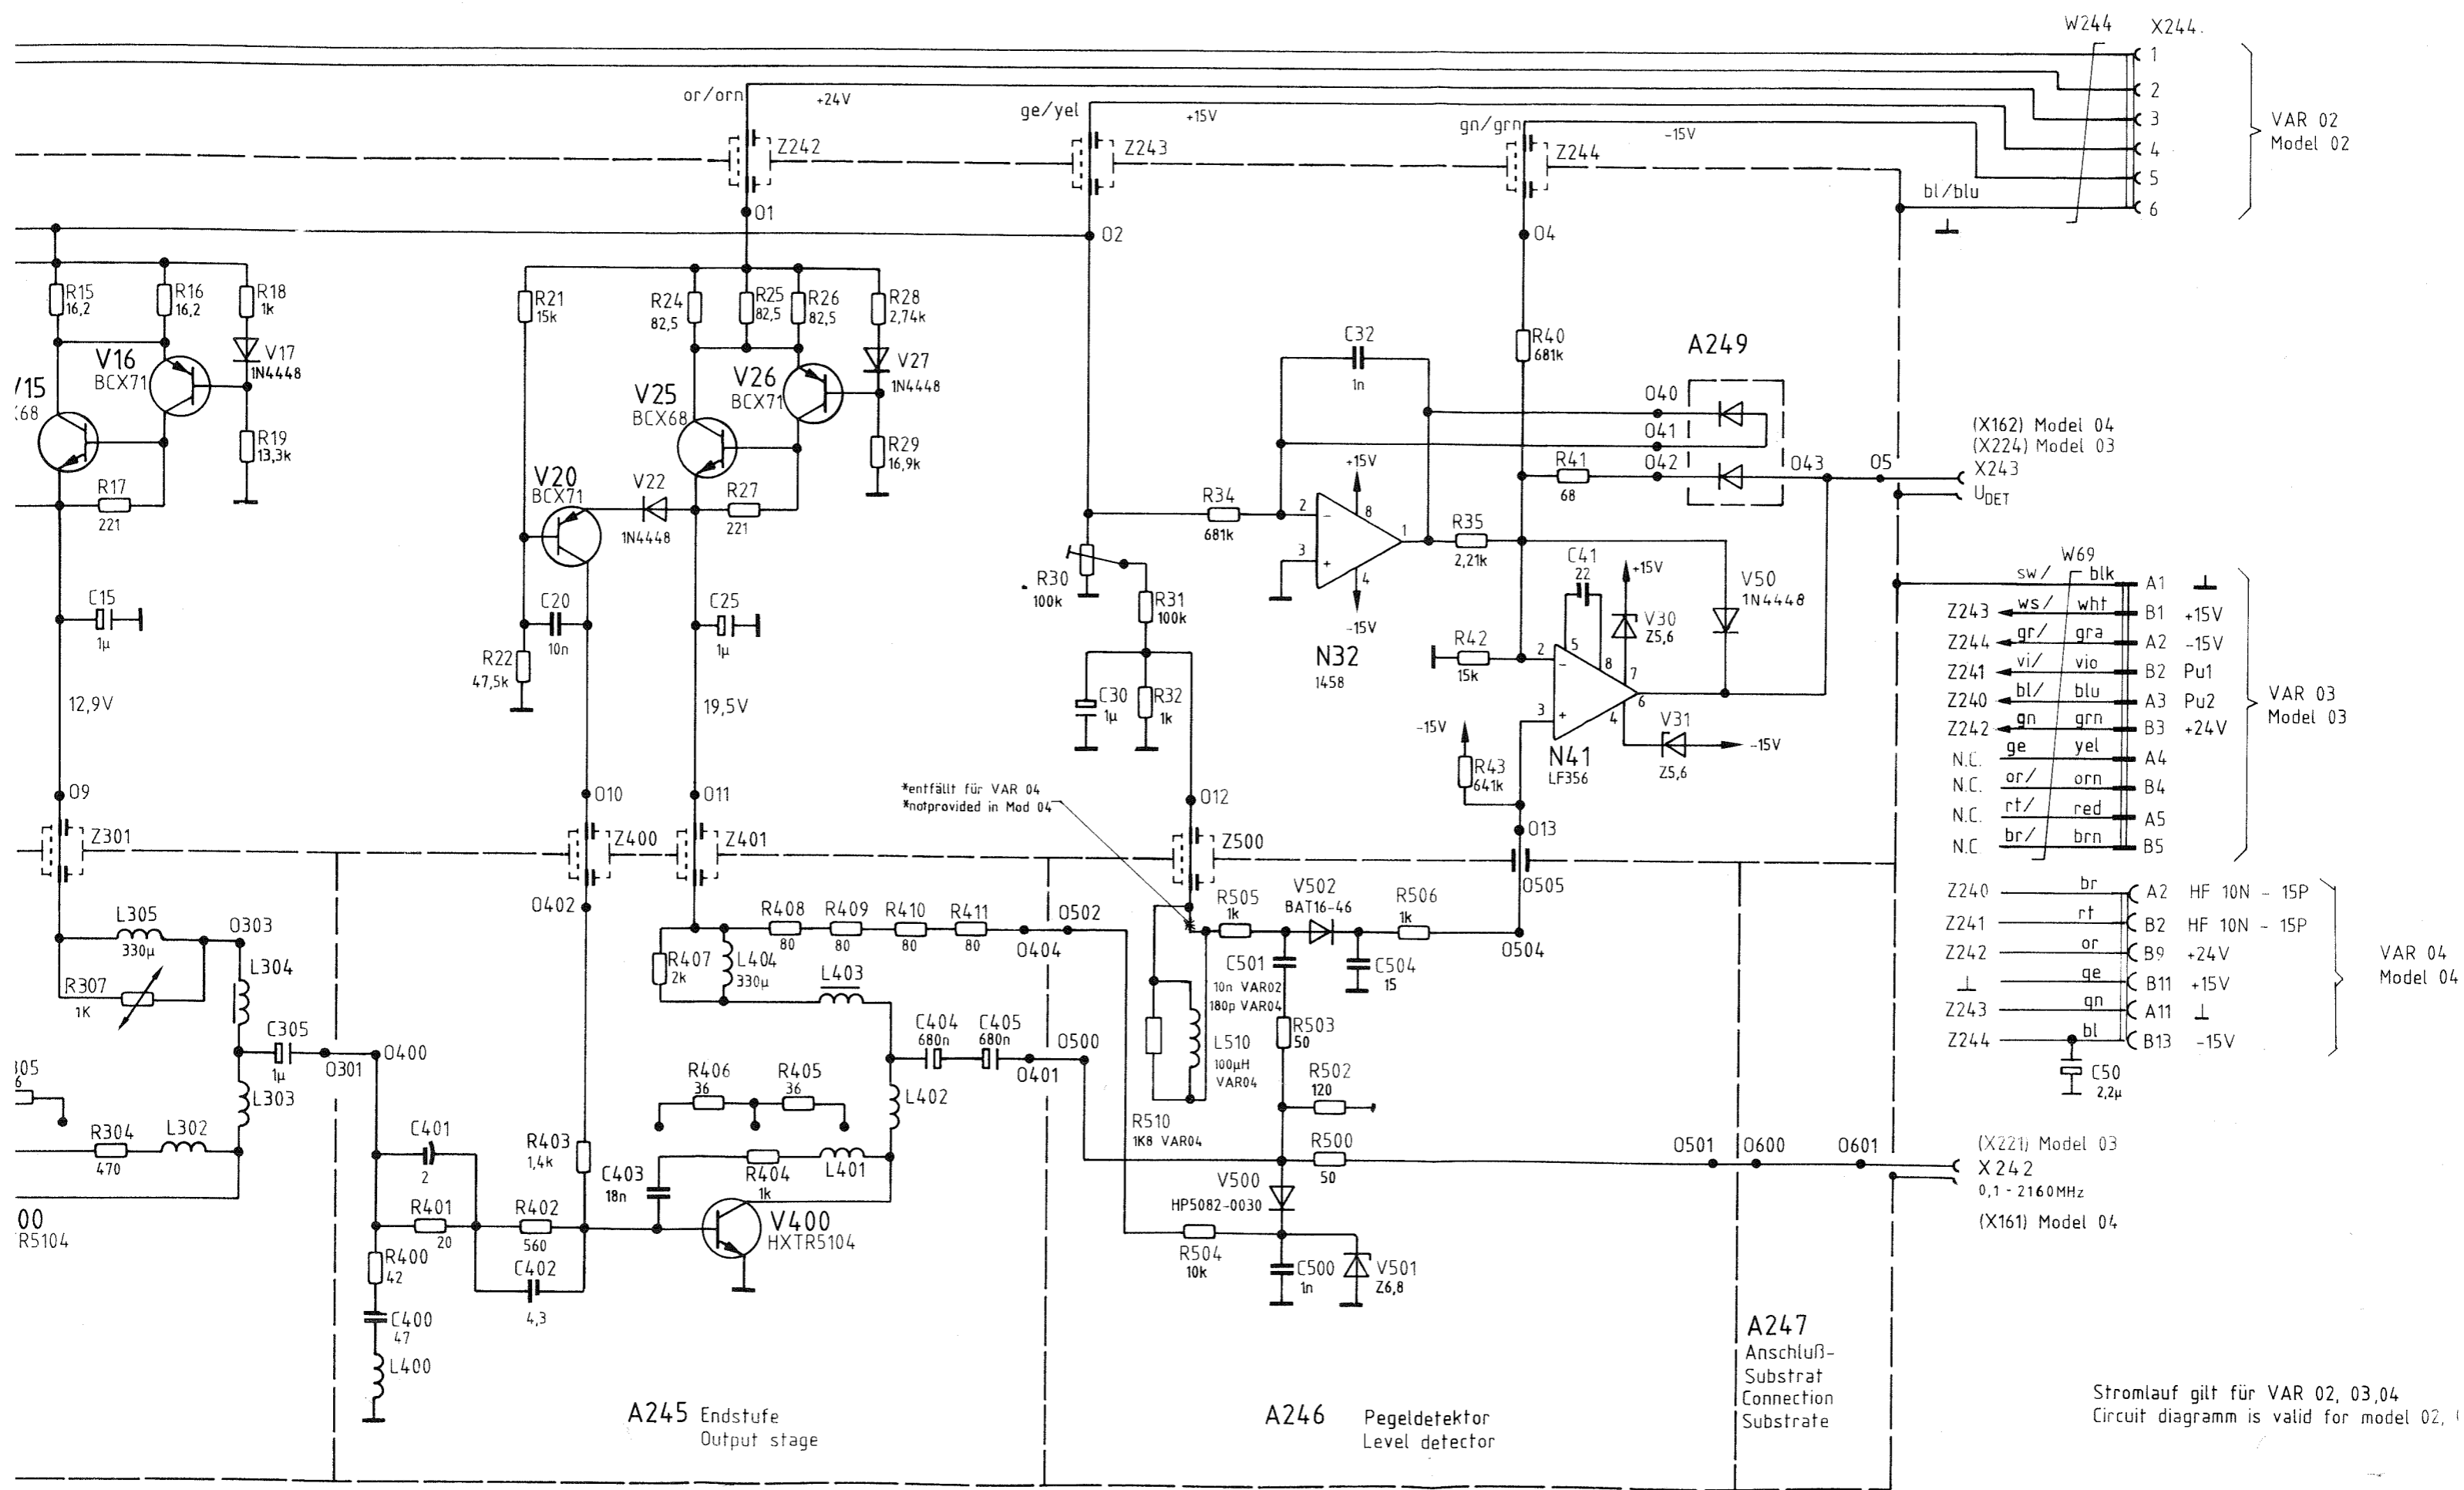 W244 X244.
1
2
3
4
5
6
VAR 02
Model 02
or/orn
+24V
ge/yel
+15V
gn/grn
-15V
Z242
Z243
Z244
bl/blu
01
02
04
R15
16,2
R16
16,2
R18
1k
V16
BCX71
V17
1N4448
R19
13,3k
R17
221
C15
1µ
12,9V
09
Z301
R21
15k
R24
82,5
R25
82,5
R26
82,5
R28
2,74k
V27
1N4448
V26
BCX71
V25
BCX68
R29
16,9k
V20
BCX71
V22
1N4448
R27
221
C20
10n
C25
1µ
R22
47,5k
19,5V
010
011
Z400
Z401
0402
C32
1n
R40
681k
A249
040
041
042
043
05
R41
68
(X162) Model 04
(X224) Model 03
X243
UDET
R34
681k
2
3
+15V
8
1
4
-15V
N32
1458
R35
2,21k
R30
100k
R31
100k
C30
1µ
R32
1k
C41
22
+15V
V30
Z5,6
V50
1N4448
R42
15k
2
5
8
7
3
6
4
-15V
R43
641k
N41
LF356
V31
Z5,6
-15V
*entfällt für VAR 04
*notprovided in Mod 04
012
013
Z500
0505
W69
sw/ blk A1
Z243 ws/ wht B1 +15V
Z244 gr/ gra A2 -15V
Z241 vi/ vio B2 Pu1
Z240 bl/ blu A3 Pu2
Z242 gn grn B3 +24V
N.C. ge yel A4
N.C. or/ orn B4
N.C. rt/ red A5
N.C br/ brn B5
VAR 03
Model 03
Z240 br A2 HF 10N - 15P
Z241 rt B2 HF 10N - 15P
Z242 or B9 +24V
ge B11 +15V
Z243 gn A11
Z244 bl B13 -15V
C50
2,2µ
VAR 04
Model 04
L305
330µ
0303
R307
1K
L304
C305
1µ
0301
0400
L303
R304
470
L302
R5104
R408
80
R409
80
R410
80
R411
80
0404
0502
R407
2k
L404
330µ
L403
C404
680n
C405
680n
0401
0500
R406
36
R405
36
L402
C401
2
R403
1,4k
C403
18n
R404
1k
L401
R401
20
R402
560
V400
HXTR5104
R400
42
C402
4,3
C400
47
L400
R505
1k
V502
BAT16-46
R506
1k
0504
C501
10n VAR02
180p VAR04
C504
15
R503
50
L510
100µH
VAR04
R502
120
R510
1K8 VAR04
R500
50
V500
HP5082-0030
R504
10k
C500
1n
V501
Z6,8
0501
0600
0601
(X221) Model 03
X242
0,1 - 2160MHz
(X161) Model 04
A245 Endstufe
Output stage
A246 Pegeldetektor
Level detector
A247
Anschluß-
Substrat
Connection
Substrate
Stromlauf gilt für VAR 02, 03,04
Circuit diagramm is valid for model 02,